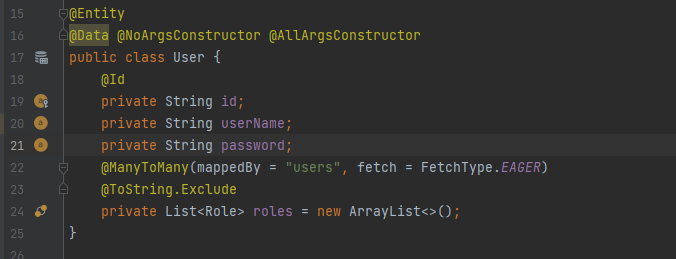 15 @Entity
16 @Data @NoArgsConstructor @AllArgsConstructor
17 public class User {
18 @Id
19 private String id;
20 private String userName;
21 private String password;
22 @ManyToMany(mappedBy = "users", fetch = FetchType.EAGER)
23 @ToString.Exclude
24 private List<Role> roles = new ArrayList<>();
25 }
26